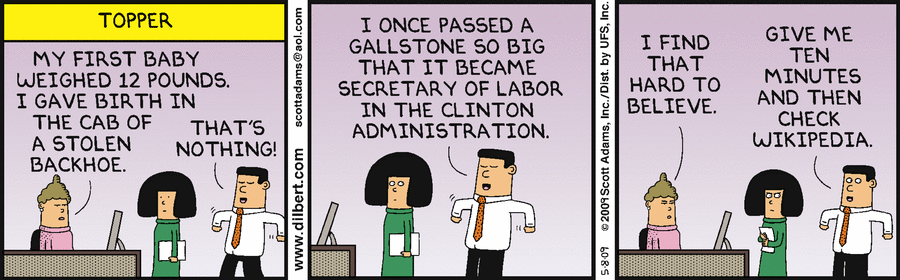 TOPPER
MY FIRST BABY
WEIGHED 12 POUNDS.
I GAVE BIRTH IN
THE CAB OF
A STOLEN
BACKHOE.
THAT'S
NOTHING!
www.dilbert.com scottadams@aol.com
I ONCE PASSED A
GALLSTONE SO BIG
THAT IT BECAME
SECRETARY OF LABOR
IN THE CLINTON
ADMINISTRATION.
5-8-09 © 2009 Scott Adams, Inc./Dist. by UFS, Inc.
I FIND
THAT
HARD TO
BELIEVE.
GIVE ME
TEN
MINUTES
AND THEN
CHECK
WIKIPEDIA.